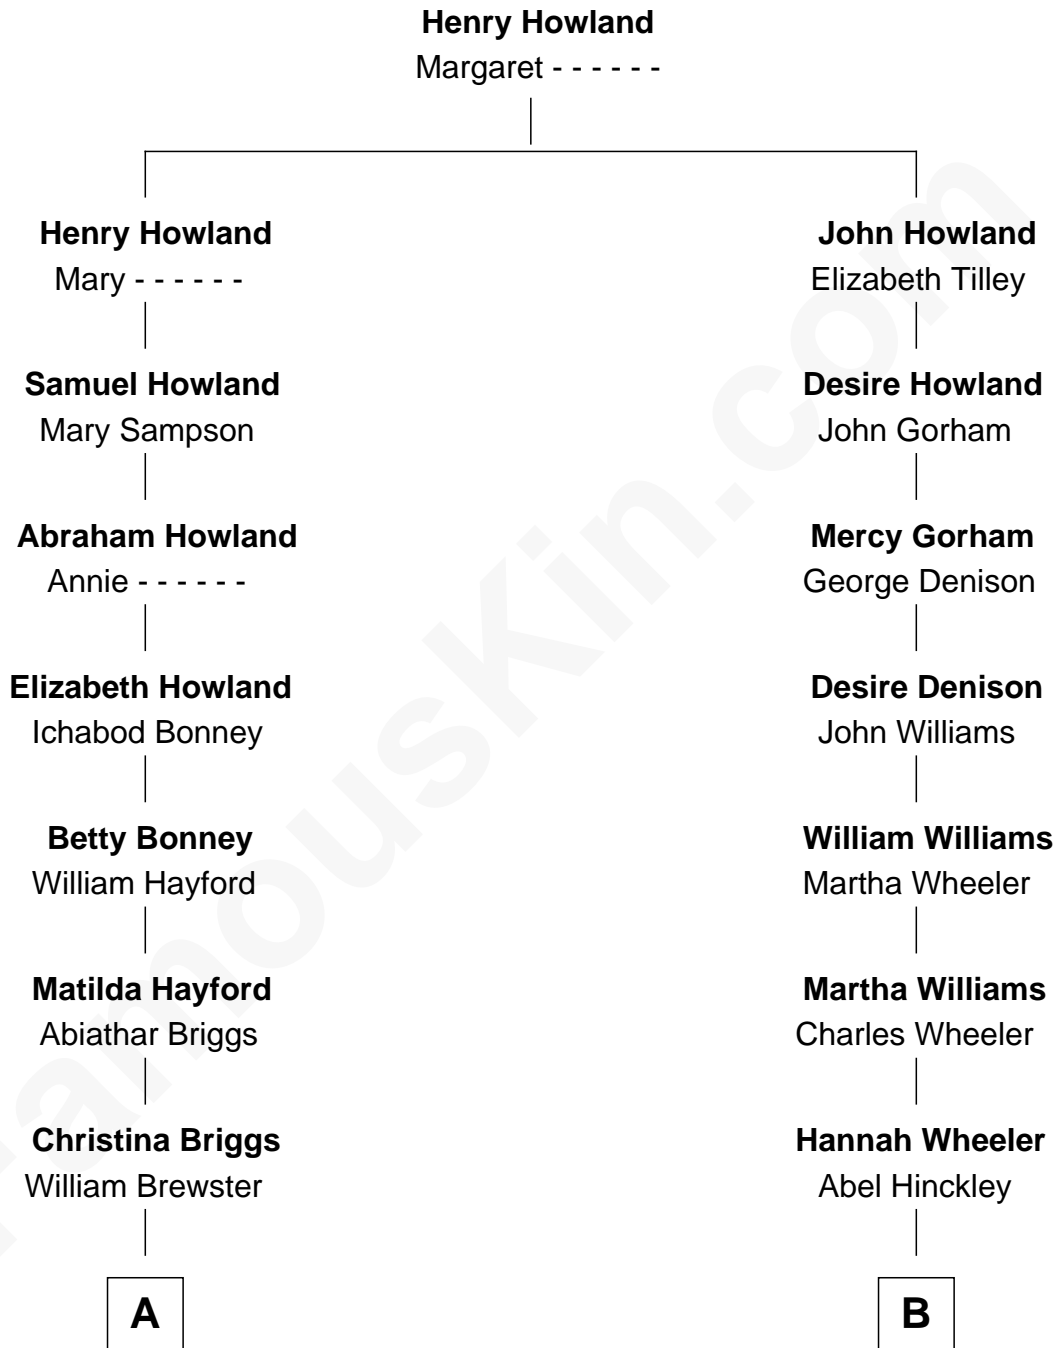 Henry Howland
Margaret - - - - - -
Henry Howland
Mary - - - - - -
John Howland
Elizabeth Tilley
Samuel Howland
Mary Sampson
Desire Howland
John Gorham
Abraham Howland
Annie - - - - - -
Mercy Gorham
George Denison
Elizabeth Howland
Ichabod Bonney
Desire Denison
John Williams
Betty Bonney
William Hayford
William Williams
Martha Wheeler
Matilda Hayford
Abiathar Briggs
Martha Williams
Charles Wheeler
Christina Briggs
William Brewster
Hannah Wheeler
Abel Hinckley
A
B
FamousKin.com